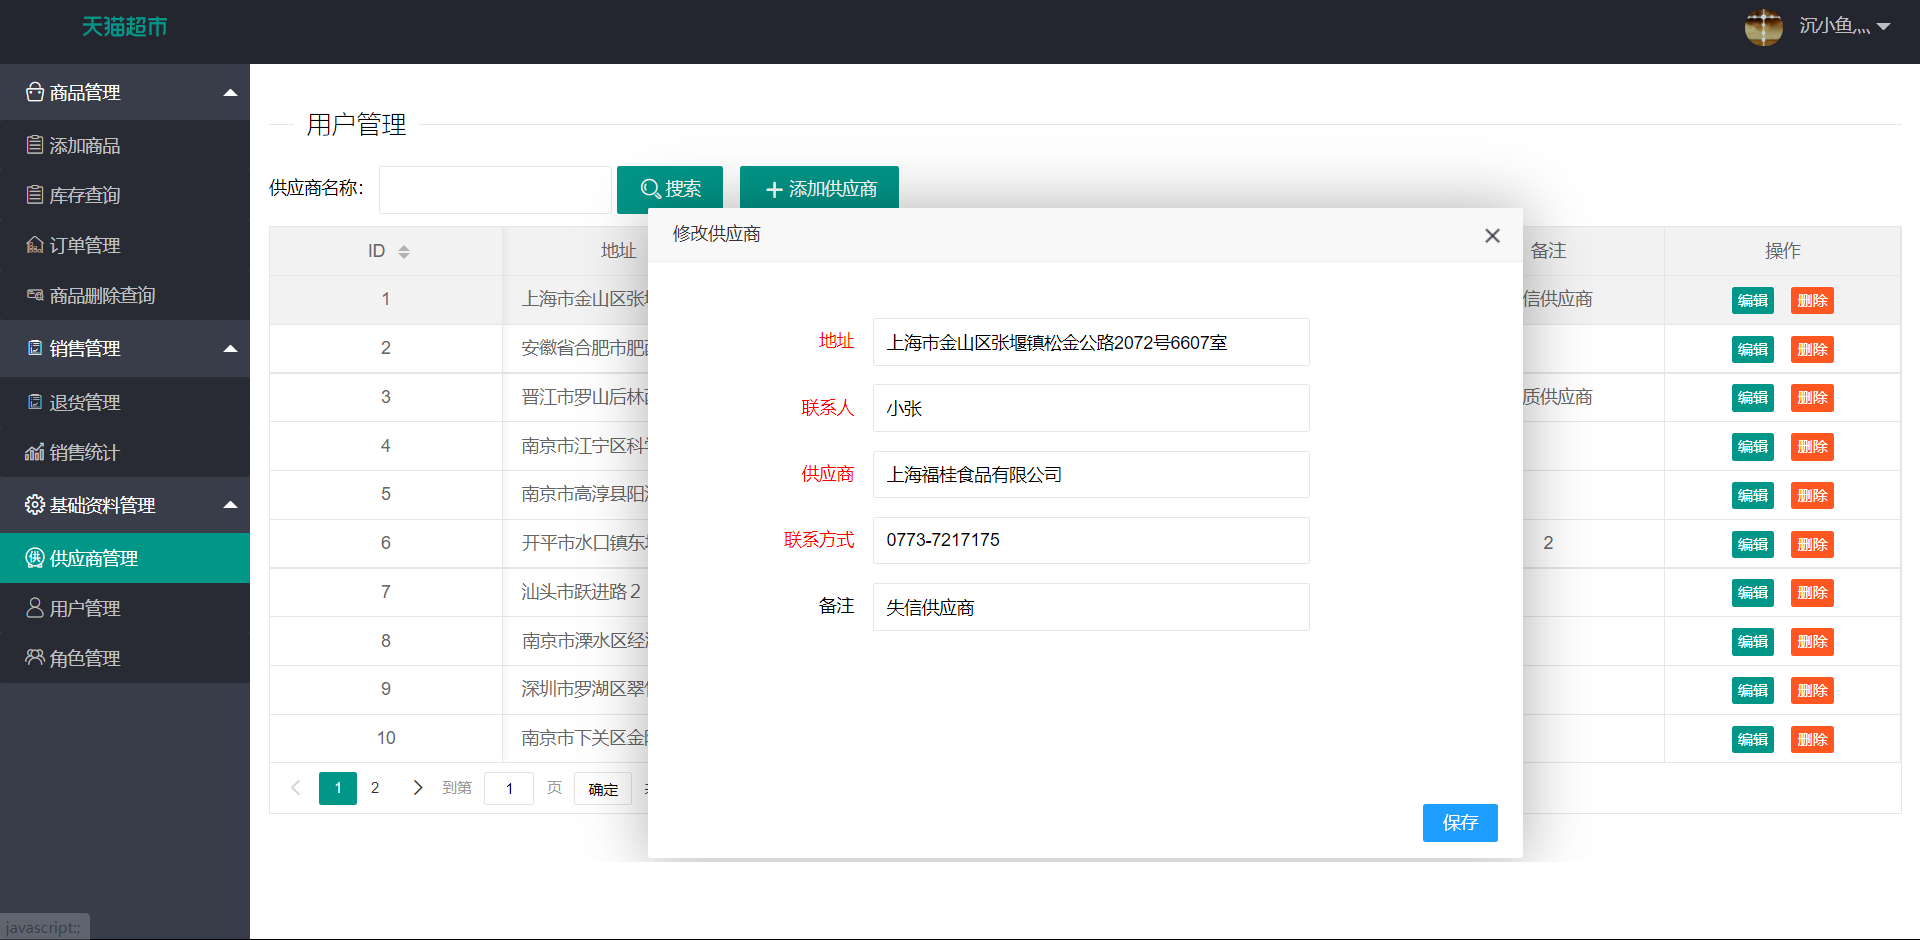 天猫超市
沉小鱼灬
商品管理
添加商品
库存查询
订单管理
商品删除查询
销售管理
退货管理
销售统计
基础资料管理
供应商管理
用户管理
角色管理
javascript:;
用户管理
供应商名称：
搜索
添加供应商
ID 地址 备注 操作
1 上海市金山区张 信供应商 编辑 删除
2 安徽省合肥市肥 编辑 删除
3 晋江市罗山后林 质供应商 编辑 删除
4 南京市江宁区科 编辑 删除
5 南京市高淳县阳 编辑 删除
6 开平市水口镇东 2 编辑 删除
7 汕头市跃进路２ 编辑 删除
8 南京市溧水区经 编辑 删除
9 深圳市罗湖区翠 编辑 删除
10 南京市下关区金 编辑 删除
1 2 到第 1 页 确定
修改供应商
地址 上海市金山区张堰镇松金公路2072号6607室
联系人 小张
供应商 上海福桂食品有限公司
联系方式 0773-7217175
备注 失信供应商
保存